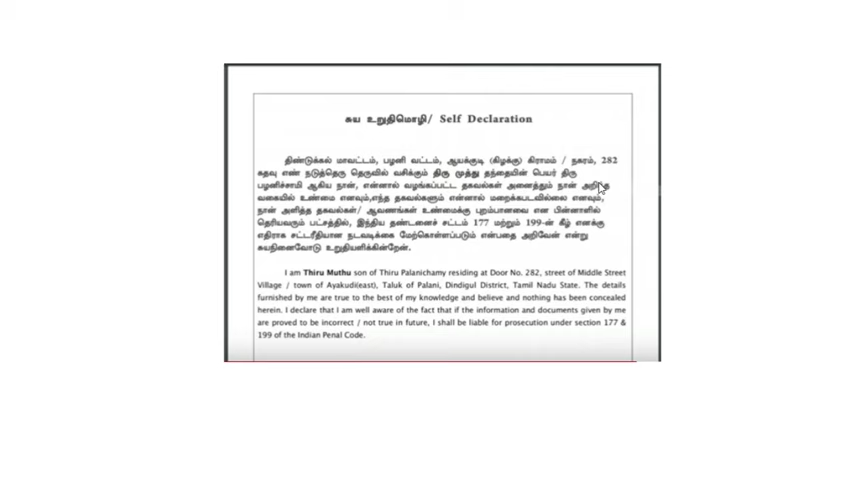 சுய உறுதிமொழி/ Self Declaration
திண்டுக்கல் மாவட்டம், பழனி வட்டம், ஆயக்குடி (கிழக்கு) கிராமம் / நகரம், 282
கதவு எண் நடுத்தெரு தெருவில் வசிக்கும் திரு முத்து தந்தையின் பெயர் திரு
பழனிச்சாமி ஆகிய நான், என்னால் வழங்கப்பட்ட தகவல்கள் அனைத்தும் நான் அறிந்த
வகையில் உண்மை எனவும்,எந்த தகவல்களும் என்னால் மறைக்கபடவில்லை எனவும்,
நான் அளித்த தகவல்கள்/ ஆவணங்கள் உண்மைக்கு புறம்பானவை என பின்னாளில்
தெரியவரும் பட்சத்தில், இந்திய தண்டனைச் சட்டம் 177 மற்றும் 199-ன் கீழ் எனக்கு
எதிராக சட்டரீதியான நடவடிக்கை மேற்கொள்ளப்படும் என்பதை அறிவேன் என்று
சுயநினைவோடு உறுதியளிக்கின்றேன்.
I am Thiru Muthu son of Thiru Palanichamy residing at Door No. 282, street of Middle Street
Village / town of Ayakudi(east), Taluk of Palani, Dindigul District, Tamil Nadu State. The details
furnished by me are true to the best of my knowledge and believe and nothing has been concealed
herein. I declare that I am well aware of the fact that if the information and documents given by me
are proved to be incorrect / not true in future, I shall be liable for prosecution under section 177 &
199 of the Indian Penal Code.